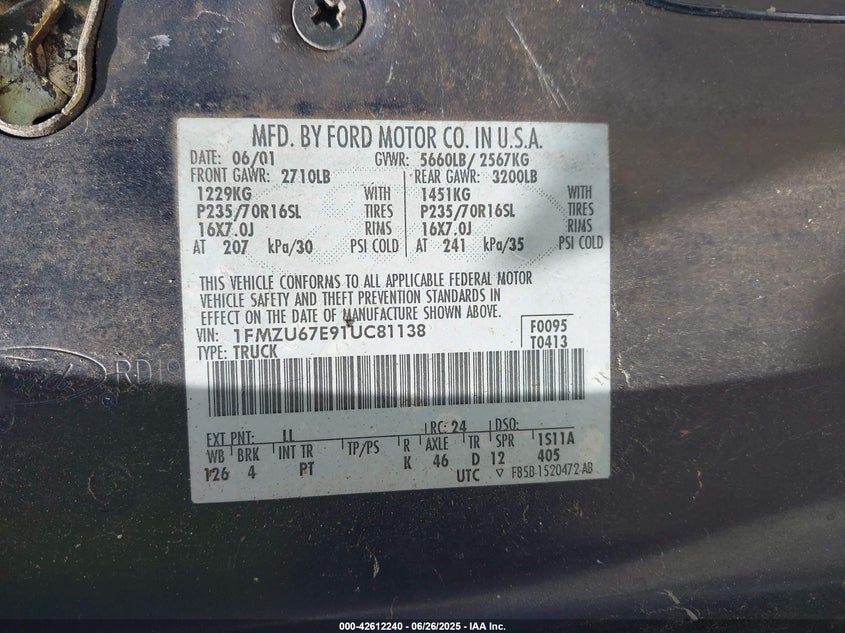 MFD. BY FORD MOTOR CO. IN U.S.A.
DATE: 06/01 GVWR: 5660LB/ 2567KG
FRONT GAWR: 2710LB REAR GAWR: 3200LB
1229KG WITH 1451KG WITH
P235/70R16SL TIRES P235/70R16SL TIRES
16X7.0J RIMS 16X7.0J RIMS
AT 207 kPa/30 PSI COLD AT 241 kPa/35 PSI COLD
THIS VEHICLE CONFORMS TO ALL APPLICABLE FEDERAL MOTOR
VEHICLE SAFETY AND THEFT PREVENTION STANDARDS IN
EFFECT ON THE DATE OF MANUFACTURE SHOWN ABOVE.
VIN: 1FMZU67E91UC81138 F0095
TYPE: TRUCK T0413
EXT PNT: LL RC: 24 DSO:
WB BRK INT TR TP/PS R AXLE TR SPR 1S11A
126 4 PT K 46 D 12 405
UTC F85B-1520472-AB
000-42612240 - 06/26/2025 - IAA Inc.